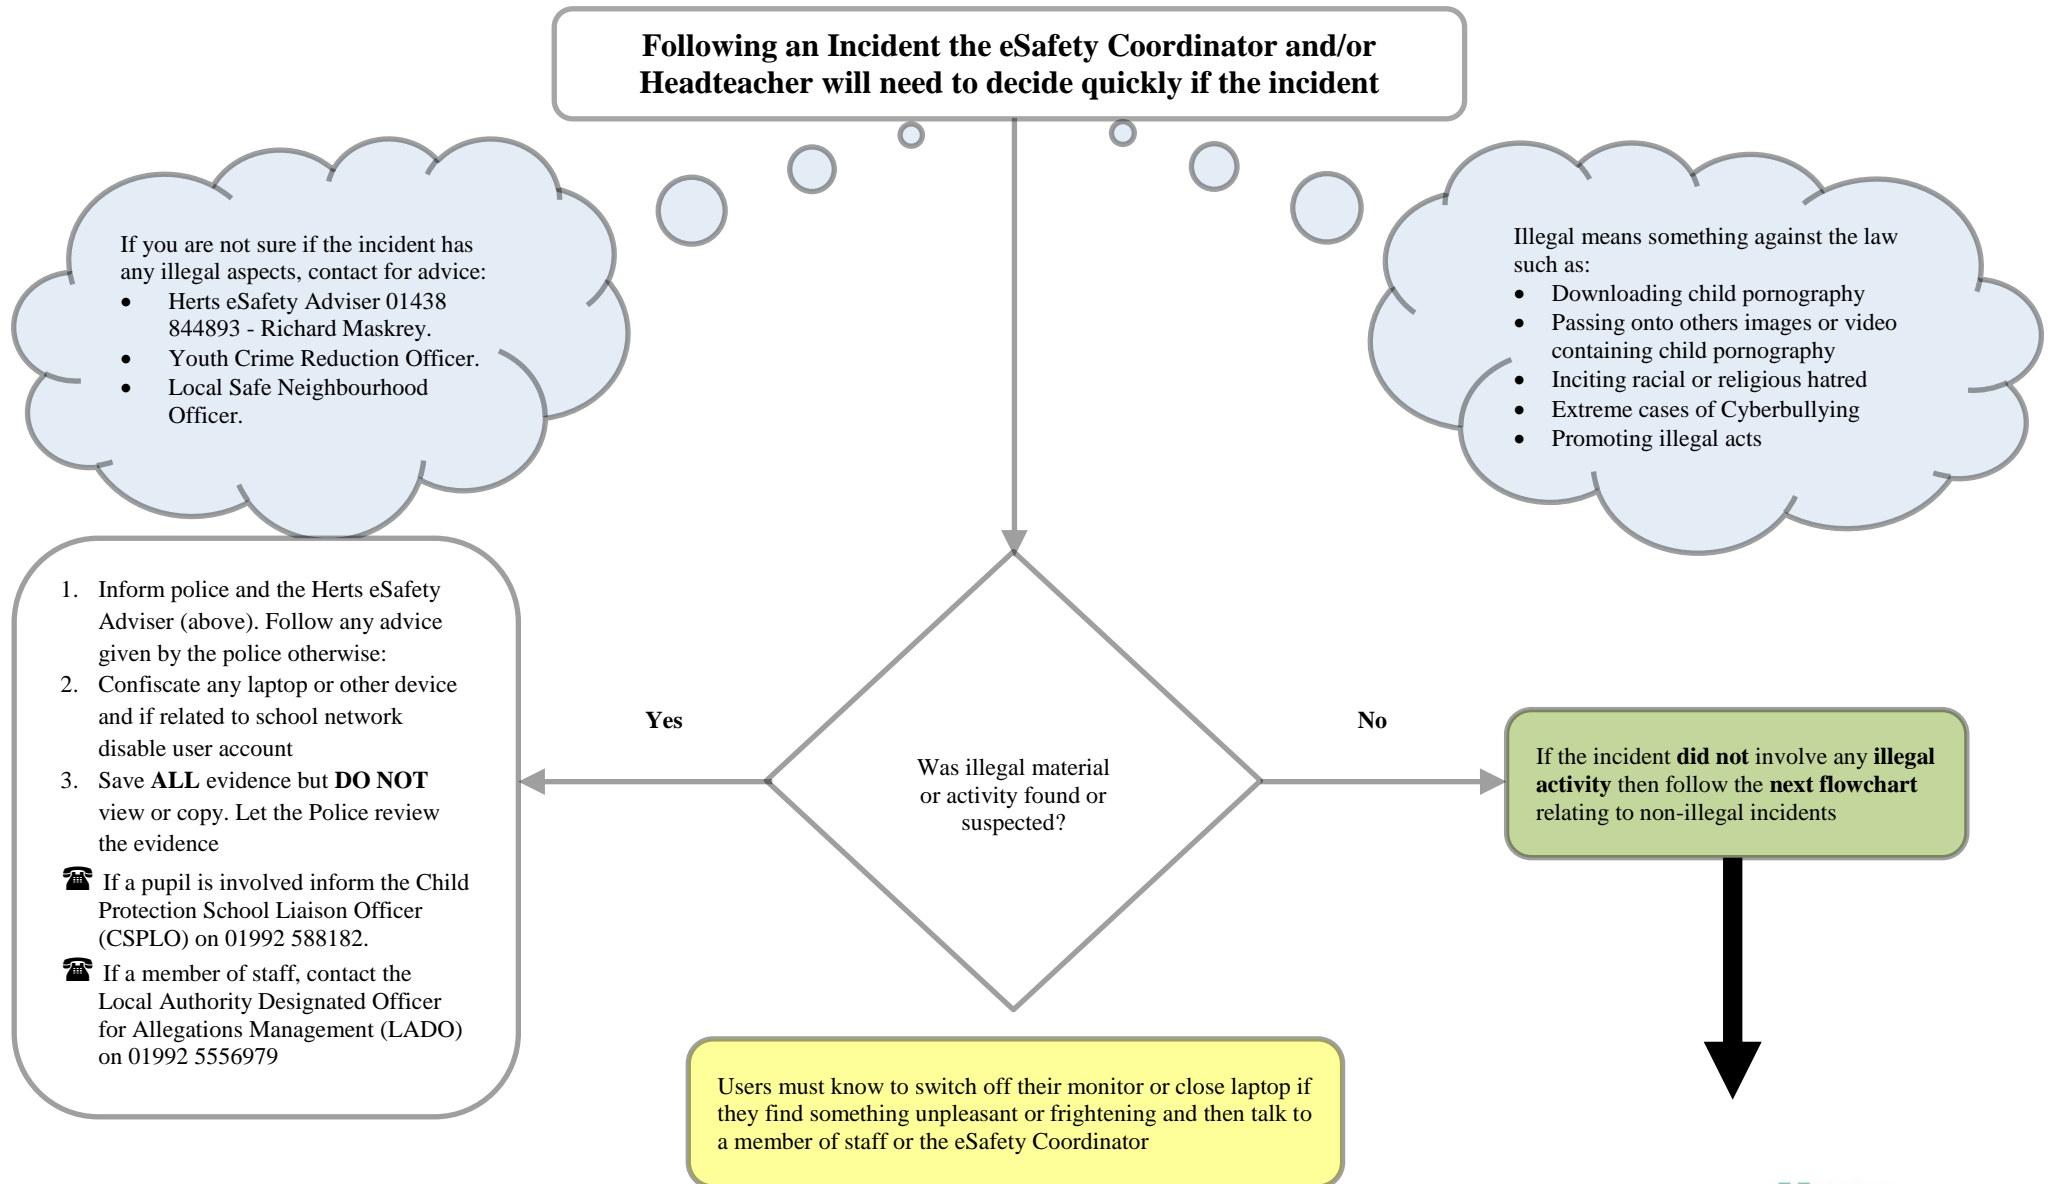 Following an Incident the eSafety Coordinator and/or
Headteacher will need to decide quickly if the incident
If you are not sure if the incident has
any illegal aspects, contact for advice:
• Herts eSafety Adviser 01438
844893 - Richard Maskrey.
• Youth Crime Reduction Officer.
• Local Safe Neighbourhood
Officer.
Illegal means something against the law
such as:
• Downloading child pornography
• Passing onto others images or video
containing child pornography
• Inciting racial or religious hatred
• Extreme cases of Cyberbullying
• Promoting illegal acts
1. Inform police and the Herts eSafety
Adviser (above). Follow any advice
given by the police otherwise:
2. Confiscate any laptop or other device
and if related to school network
disable user account
3. Save ALL evidence but DO NOT
view or copy. Let the Police review
the evidence
☎ If a pupil is involved inform the Child
Protection School Liaison Officer
(CSPLO) on 01992 588182.
☎ If a member of staff, contact the
Local Authority Designated Officer
for Allegations Management (LADO)
on 01992 5556979
Yes
Was illegal material
or activity found or
suspected?
No
If the incident did not involve any illegal
activity then follow the next flowchart
relating to non-illegal incidents
Users must know to switch off their monitor or close laptop if
they find something unpleasant or frightening and then talk to
a member of staff or the eSafety Coordinator